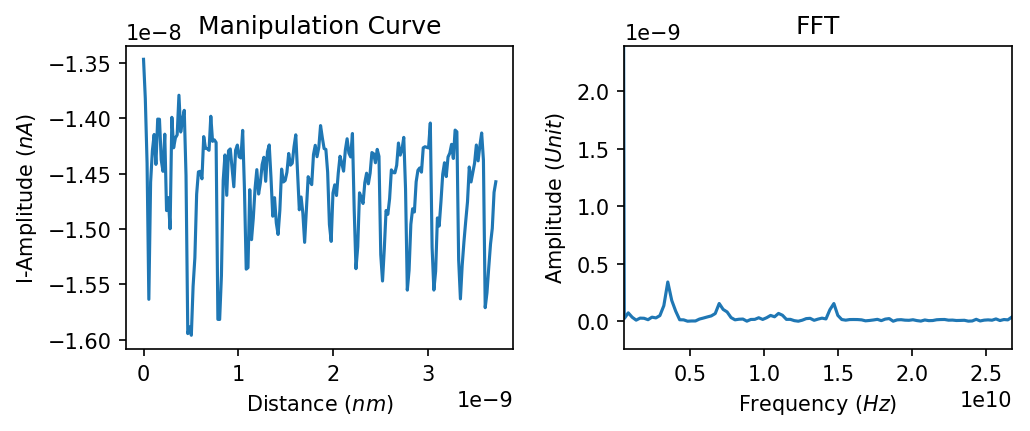 Manipulation Curve
1e−8
−1.35
−1.40
−1.45
−1.50
−1.55
−1.60
I-Amplitude (nA)
0 1 2 3
Distance (nm)
1e−9
FFT
1e−9
2.0
1.5
1.0
0.5
0.0
Amplitude (Unit)
0.5 1.0 1.5 2.0 2.5
Frequency (Hz)
1e10